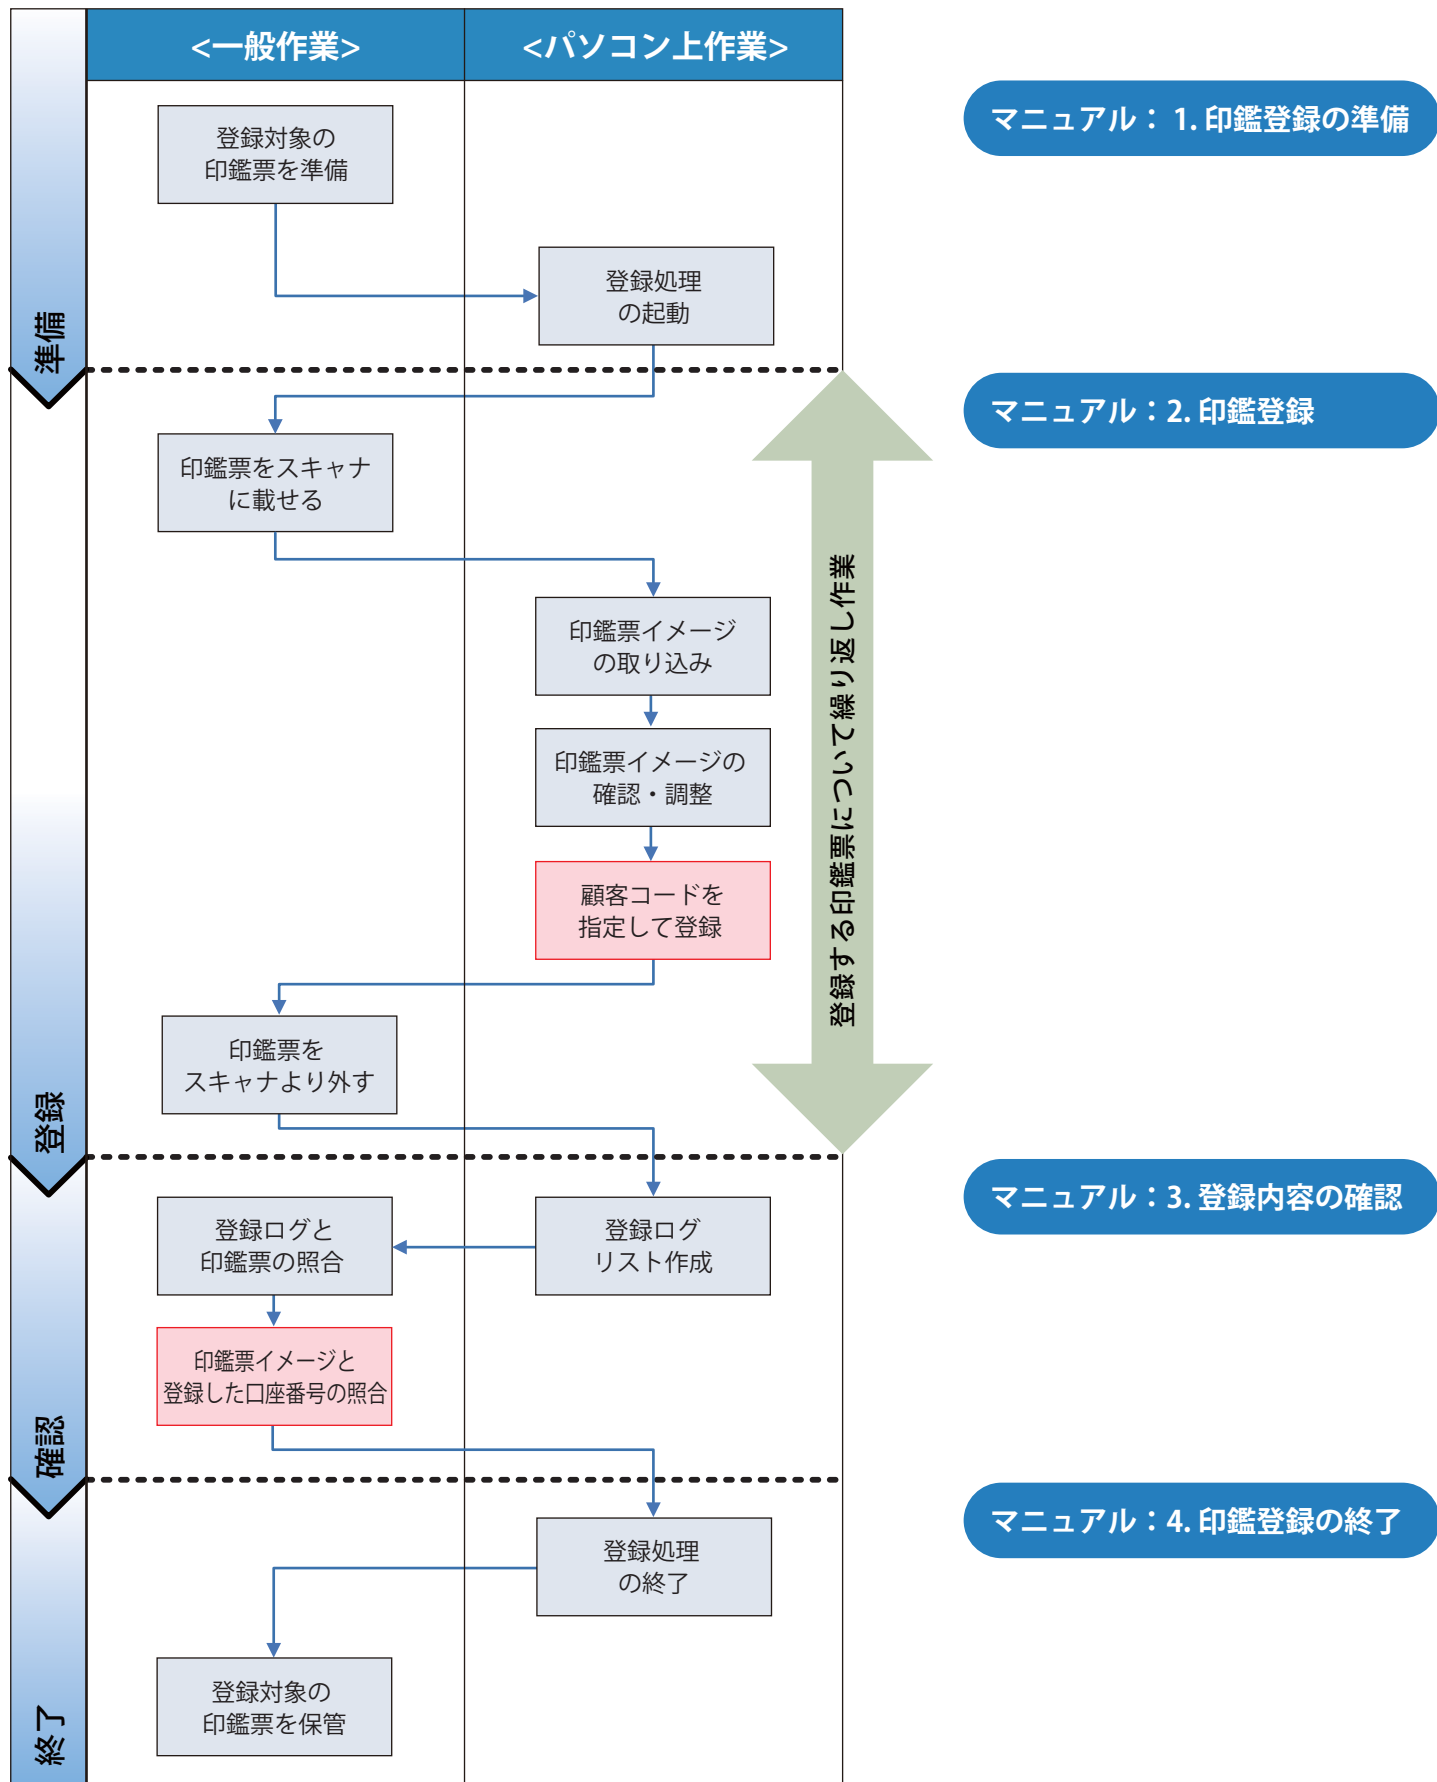 <一般作業>
<パソコン上作業>
マニュアル： 1. 印鑑登録の準備
登録対象の
印鑑票を準備
登録処理
の起動
準備
マニュアル：2. 印鑑登録
印鑑票をスキャナ
に載せる
印鑑票イメージ
の取り込み
印鑑票イメージの
確認・調整
顧客コードを
指定して登録
登録する印鑑票について繰り返し作業
印鑑票を
スキャナより外す
登録
マニュアル：3. 登録内容の確認
登録ログ
リスト作成
登録ログと
印鑑票の照合
印鑑票イメージと
登録した口座番号の照合
確認
マニュアル：4. 印鑑登録の終了
登録処理
の終了
登録対象の
印鑑票を保管
終了